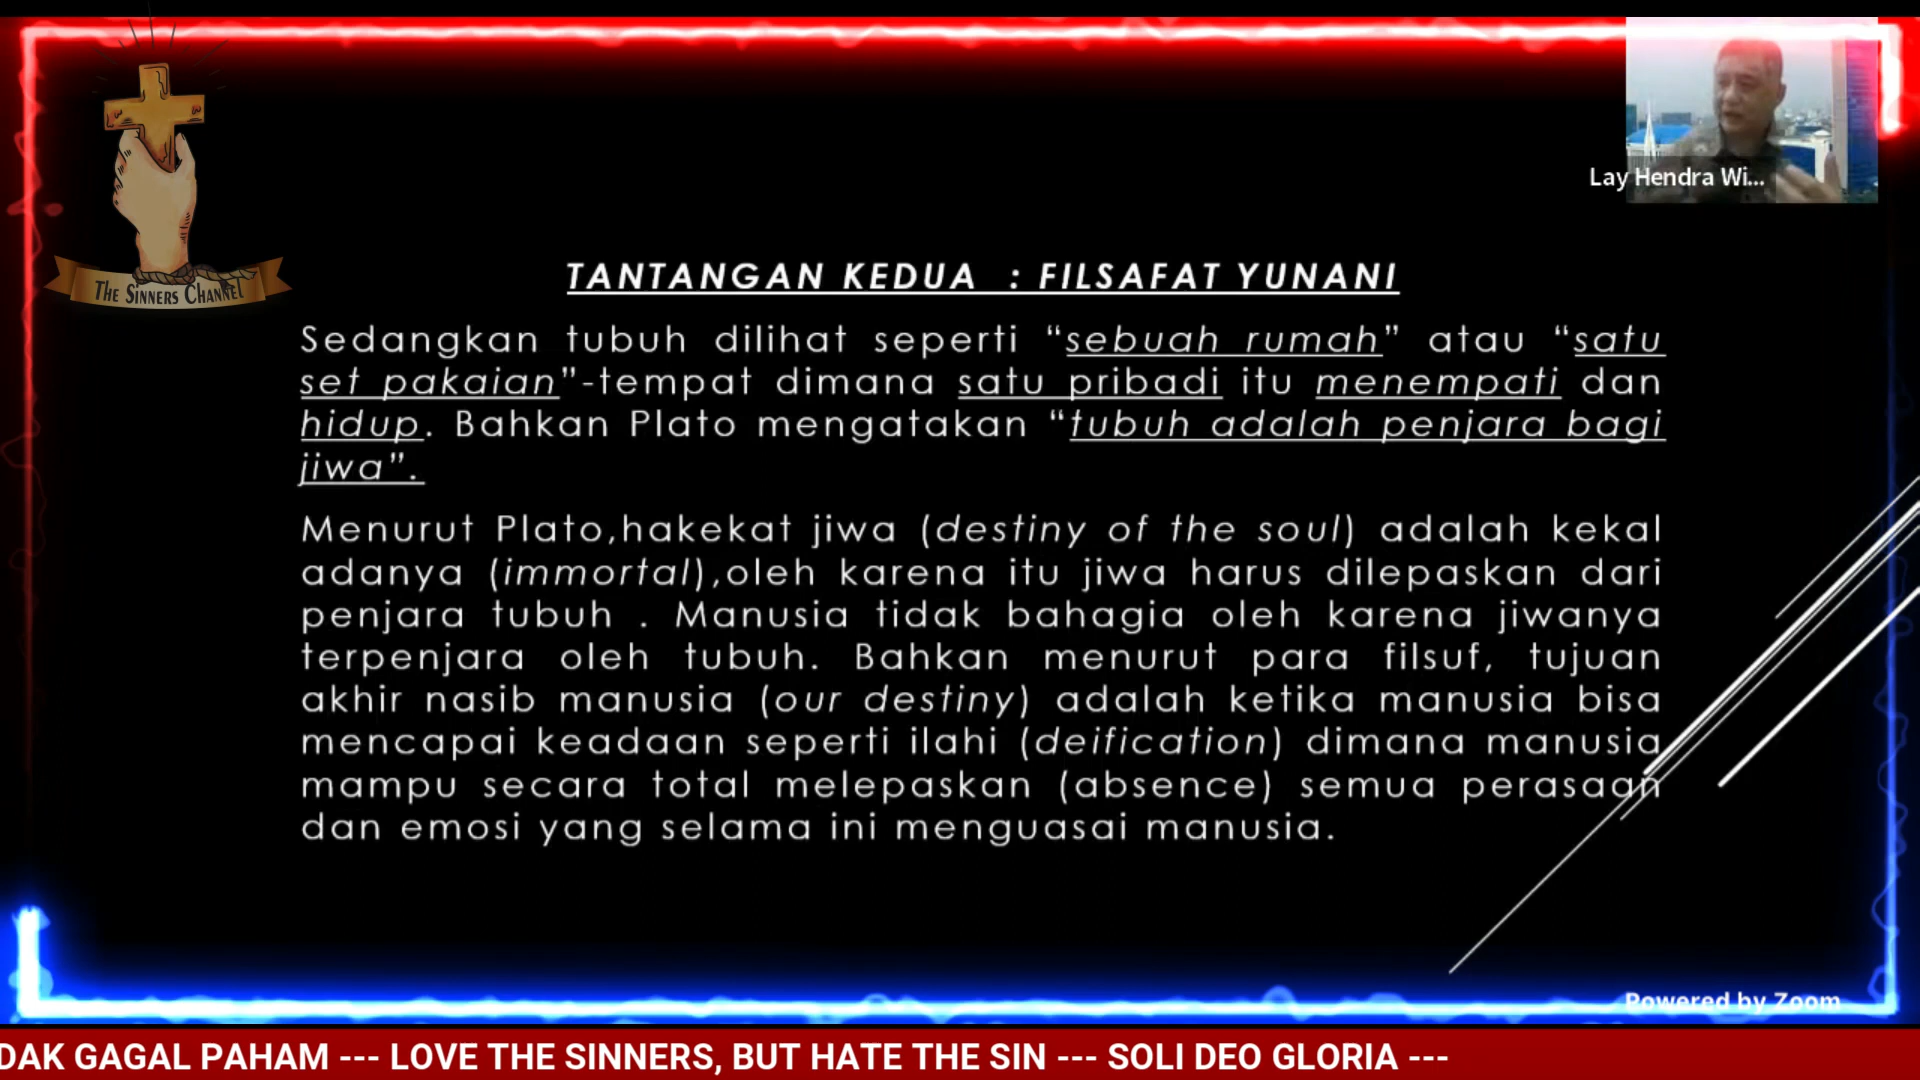 The Sinners Channel
Lay Hendra Wi...
TANTANGAN KEDUA : FILSAFAT YUNANI
Sedangkan tubuh dilihat seperti “sebuah rumah” atau “satu
set pakaian”-tempat dimana satu pribadi itu menempati dan
hidup. Bahkan Plato mengatakan “tubuh adalah penjara bagi
jiwa”.
Menurut Plato,hakekat jiwa (destiny of the soul) adalah kekal
adanya (immortal),oleh karena itu jiwa harus dilepaskan dari
penjara tubuh . Manusia tidak bahagia oleh karena jiwanya
terpenjara oleh tubuh. Bahkan menurut para filsuf, tujuan
akhir nasib manusia (our destiny) adalah ketika manusia bisa
mencapai keadaan seperti ilahi (deification) dimana manusia
mampu secara total melepaskan (absence) semua perasaan
dan emosi yang selama ini menguasai manusia.
Powered by Zoom
DAK GAGAL PAHAM --- LOVE THE SINNERS, BUT HATE THE SIN --- SOLI DEO GLORIA ---